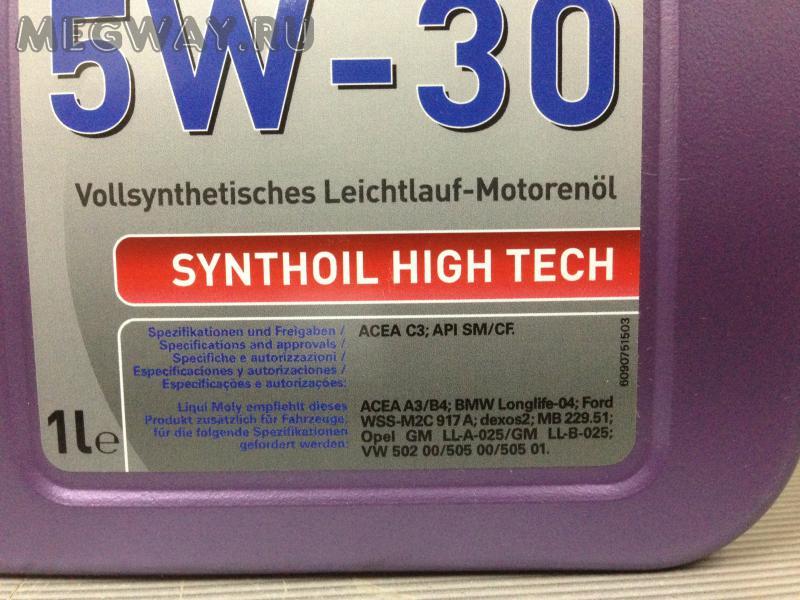 MEGWAY.RU
5W-30
Vollsynthetisches Leichtlauf-Motorenöl
SYNTHOIL HIGH TECH
Spezifikationen und Freigaben /
Specifications and approvals /
Specifiche e autorizzazioni /
Especificaciones y autorizaciones /
Especificações e autorizações:
ACEA C3; API SM/CF.
Liqui Moly empfiehlt dieses
Produkt zusätzlich für Fahrzeuge,
für die folgende Spezifikationen
gefordert werden:
ACEA A3/B4; BMW Longlife-04; Ford
WSS-M2C 917 A; dexos2; MB 229.51;
Opel GM LL-A-025/GM LL-B-025;
VW 502 00/505 00/505 01.
1L e
6090751503